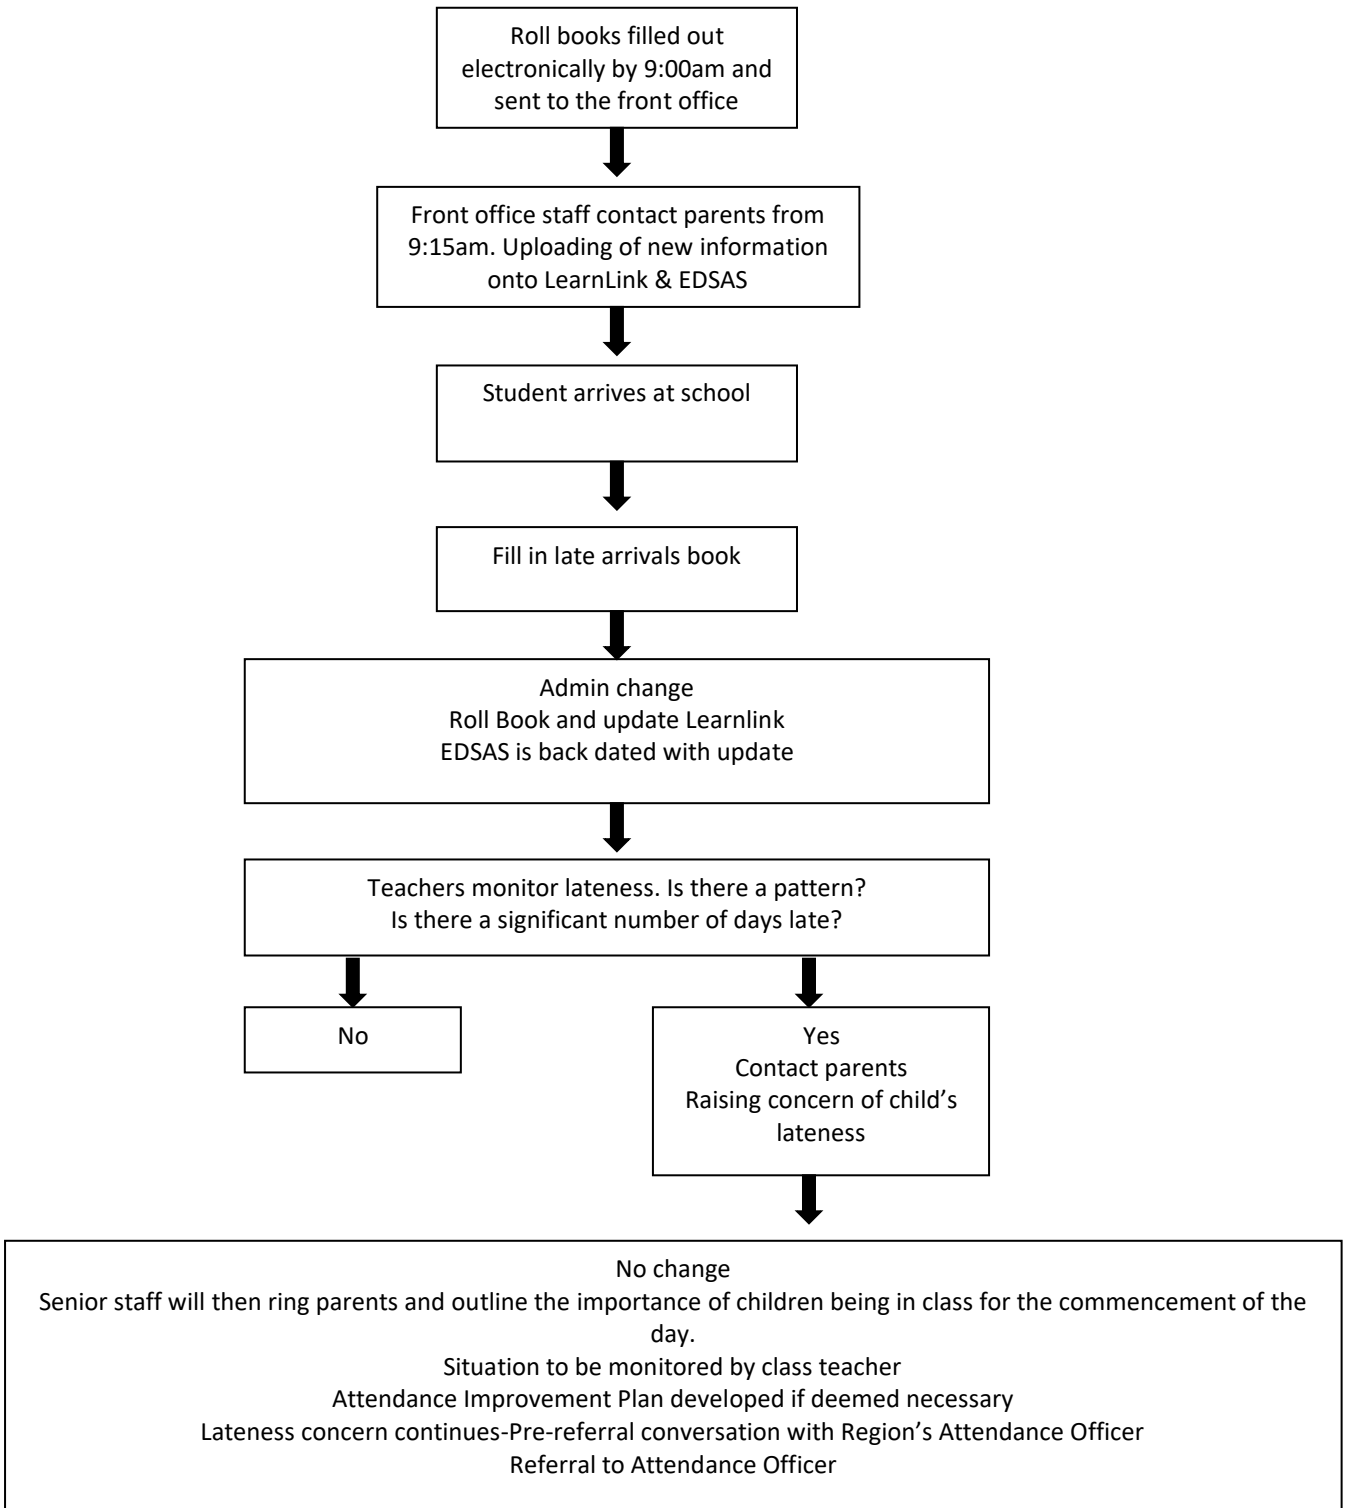 Roll books filled out
electronically by 9:00am and
sent to the front office
Front office staff contact parents from
9:15am. Uploading of new information
onto LearnLink & EDSAS
Student arrives at school
Fill in late arrivals book
Admin change
Roll Book and update Learnlink
EDSAS is back dated with update
Teachers monitor lateness. Is there a pattern?
Is there a significant number of days late?
No
Yes
Contact parents
Raising concern of child’s
lateness
No change
Senior staff will then ring parents and outline the importance of children being in class for the commencement of the
day.
Situation to be monitored by class teacher
Attendance Improvement Plan developed if deemed necessary
Lateness concern continues-Pre-referral conversation with Region’s Attendance Officer
Referral to Attendance Officer